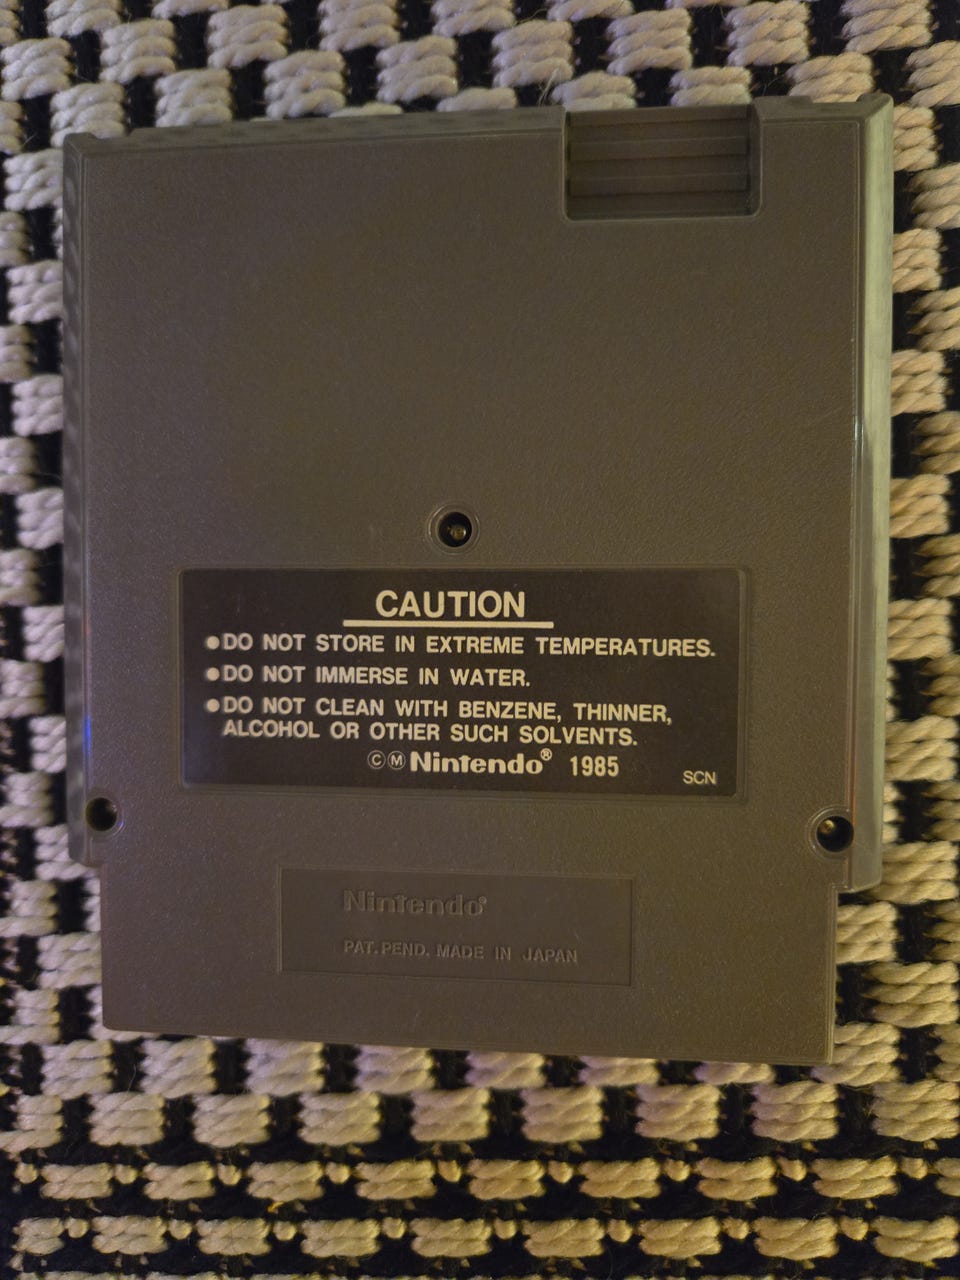 CAUTION
●DO NOT STORE IN EXTREME TEMPERATURES.
●DO NOT IMMERSE IN WATER.
●DO NOT CLEAN WITH BENZENE, THINNER,
ALCOHOL OR OTHER SUCH SOLVENTS.
ⒸⓂNintendo® 1985
SCN
Nintendo®
PAT. PEND. MADE IN JAPAN